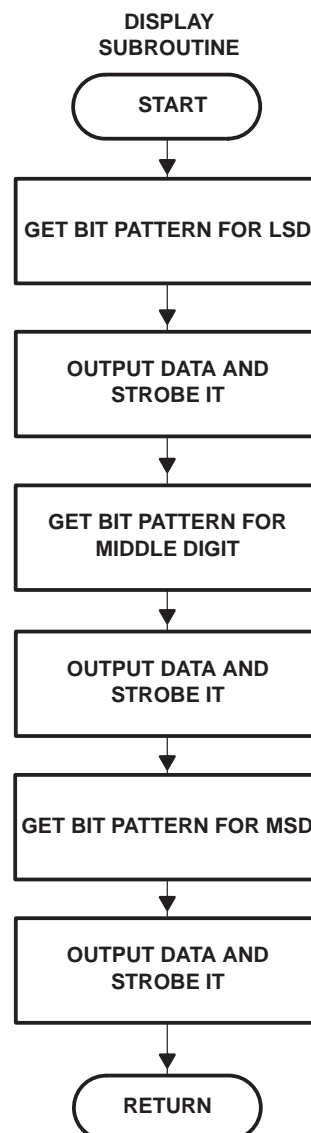 DISPLAY
SUBROUTINE
START
GET BIT PATTERN FOR LSD
OUTPUT DATA AND
STROBE IT
GET BIT PATTERN FOR
MIDDLE DIGIT
OUTPUT DATA AND
STROBE IT
GET BIT PATTERN FOR MSD
OUTPUT DATA AND
STROBE IT
RETURN